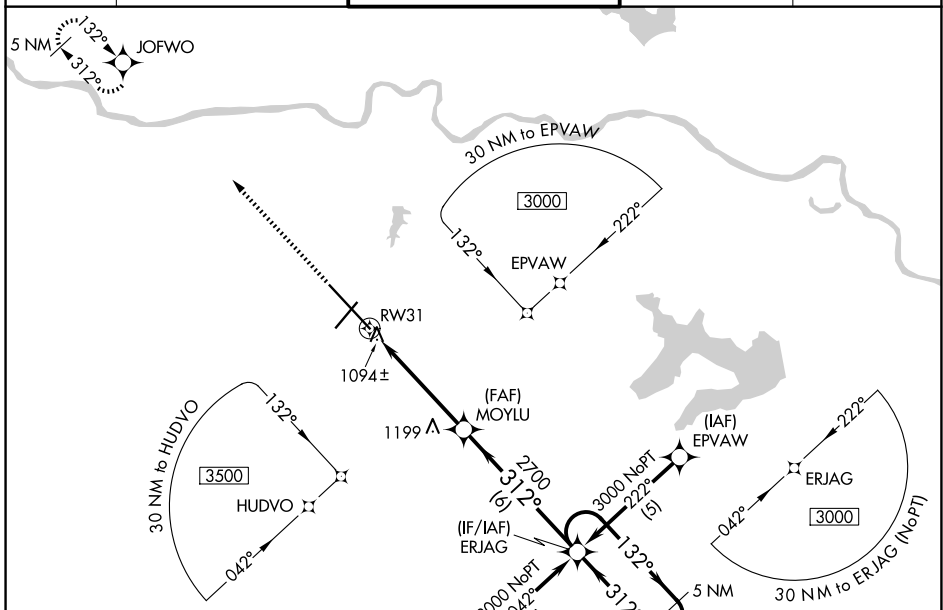 132°
5 NM
JOFWO
312°
30 NM to EPVAW
3000
132°
222°
EPVAW
RW31
1094±
(FAF)
MOYLU
1199
30 NM to HUDVO
132°
3500
HUDVO
042°
2700
312°
(6)
(IF/IAF)
ERJAG
3000 NoPT
222°
(5)
(IAF)
EPVAW
132°
5 NM
312°
3000 NoPT
042°
222°
ERJAG
042°
3000
30 NM to ERJAG (NoPT)